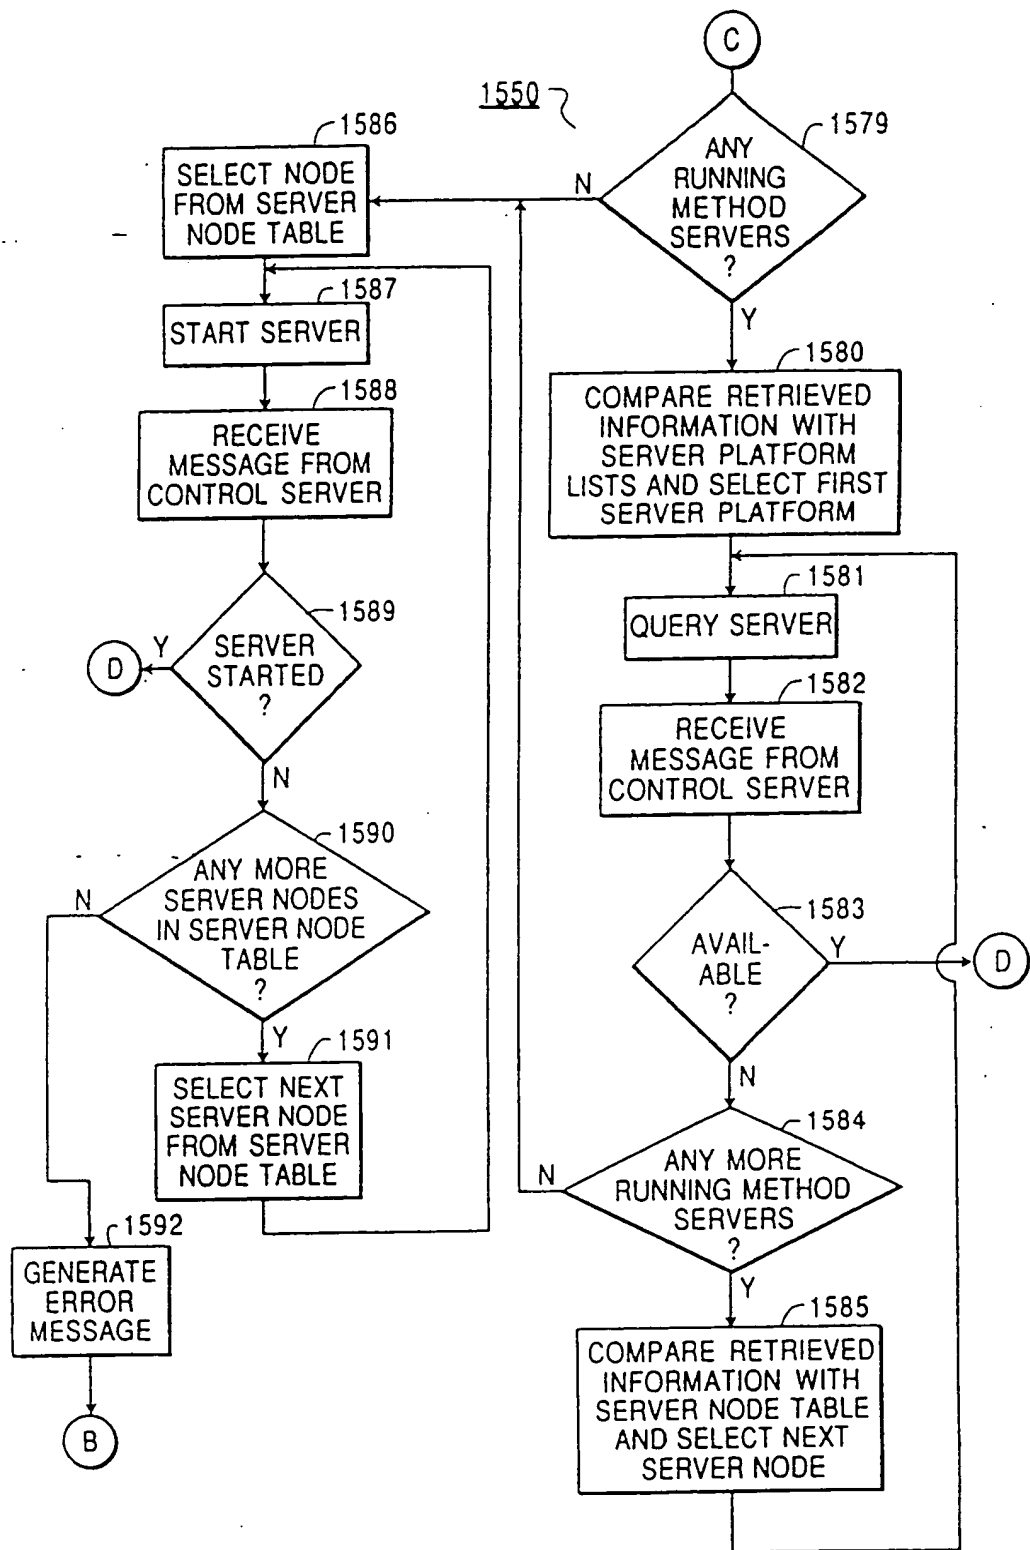 C
1550
1579
ANY
RUNNING
METHOD
SERVERS
?
N
Y
1586
SELECT NODE
FROM SERVER
NODE TABLE
1587
START SERVER
1588
RECEIVE
MESSAGE FROM
CONTROL SERVER
1589
SERVER
STARTED
?
Y
D
N
1590
ANY MORE
SERVER NODES
IN SERVER NODE
TABLE
?
N
Y
1591
SELECT NEXT
SERVER NODE
FROM SERVER
NODE TABLE
1592
GENERATE
ERROR
MESSAGE
B
1580
COMPARE RETRIEVED
INFORMATION WITH
SERVER PLATFORM
LISTS AND SELECT FIRST
SERVER PLATFORM
1581
QUERY SERVER
1582
RECEIVE
MESSAGE FROM
CONTROL SERVER
1583
AVAIL-
ABLE
?
Y
D
N
1584
ANY MORE
RUNNING METHOD
SERVERS
?
N
Y
1585
COMPARE RETRIEVED
INFORMATION WITH
SERVER NODE TABLE
AND SELECT NEXT
SERVER NODE